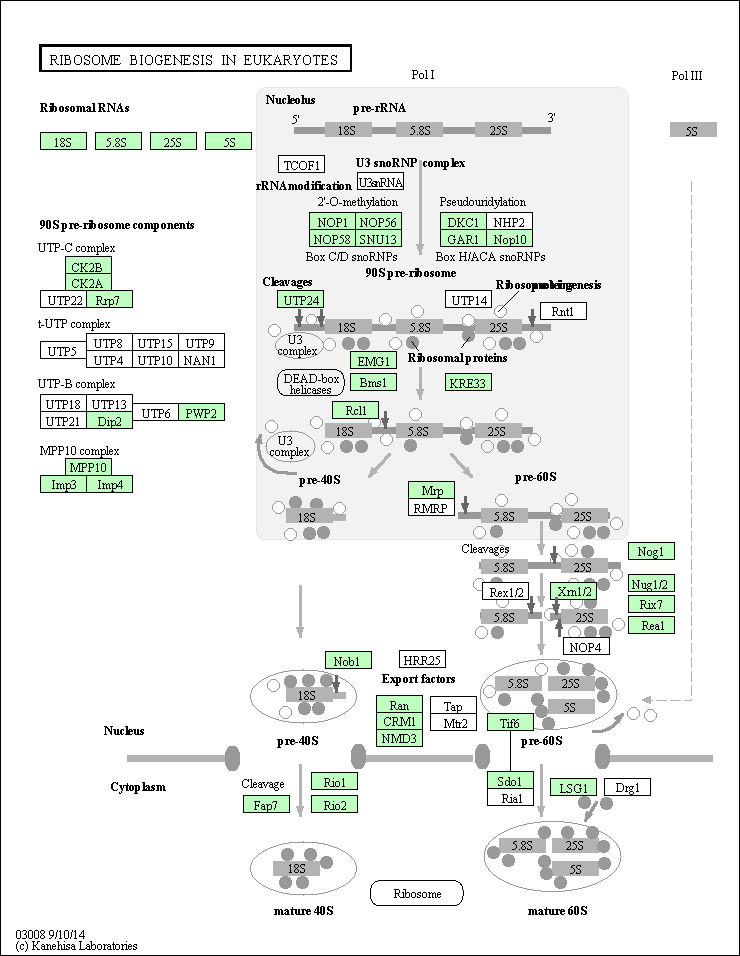 RIBOSOME BIOGENESIS IN EUKARYOTES
Pol I
Pol III
Ribosomal RNAs
18S 5.8S 25S 5S
Nucleolus
pre-rRNA
5' 3'
18S 5.8S 25S
5S
TCOF1
U3 snoRNP complex
U3snRNA
rRNA modification
2'-O-methylation
NOP1 NOP56
NOP58 SNU13
Box C/D snoRNPs
Pseudouridylation
DKC1 NHP2
GAR1 Nop10
Box H/ACA snoRNPs
90S pre-ribosome components
UTP-C complex
CK2B
CK2A
UTP22 Rrp7
t-UTP complex
UTP5
UTP8 UTP15 UTP9
UTP4 UTP10 NAN1
UTP-B complex
UTP18 UTP13
UTP21 Dip2
UTP6 PWP2
MPP10 complex
MPP10
Imp3 Imp4
90S pre-ribosome
Cleavages
UTP24
UTP14
Rnt1
18S 5.8S 25S
U3
complex
Ribosomal proteins
EMG1
Bms1
DEAD-box
helicases
KRE33
Rcl1
18S 5.8S 25S
U3
complex
pre-40S
pre-60S
18S
Mrp
RMRP
5.8S 25S
Cleavages
5.8S 25S
Nog1
Rex1/2
Xrn1/2
Nug1/2
Rix7
Rea1
5.8S 25S
NOP4
Nob1
HRR25
Export factors
18S
Ran
CRM1
NMD3
Tap
Mtr2
5.8S 25S
5S
Tif6
Nucleus
pre-40S
pre-60S
Cytoplasm
Cleavage
Fap7
Rio1
Rio2
Sdo1
Ria1
LSG1
Drg1
18S
5.8S 25S
5S
Ribosome
mature 40S
mature 60S
03008 9/10/14
(c) Kanehisa Laboratories